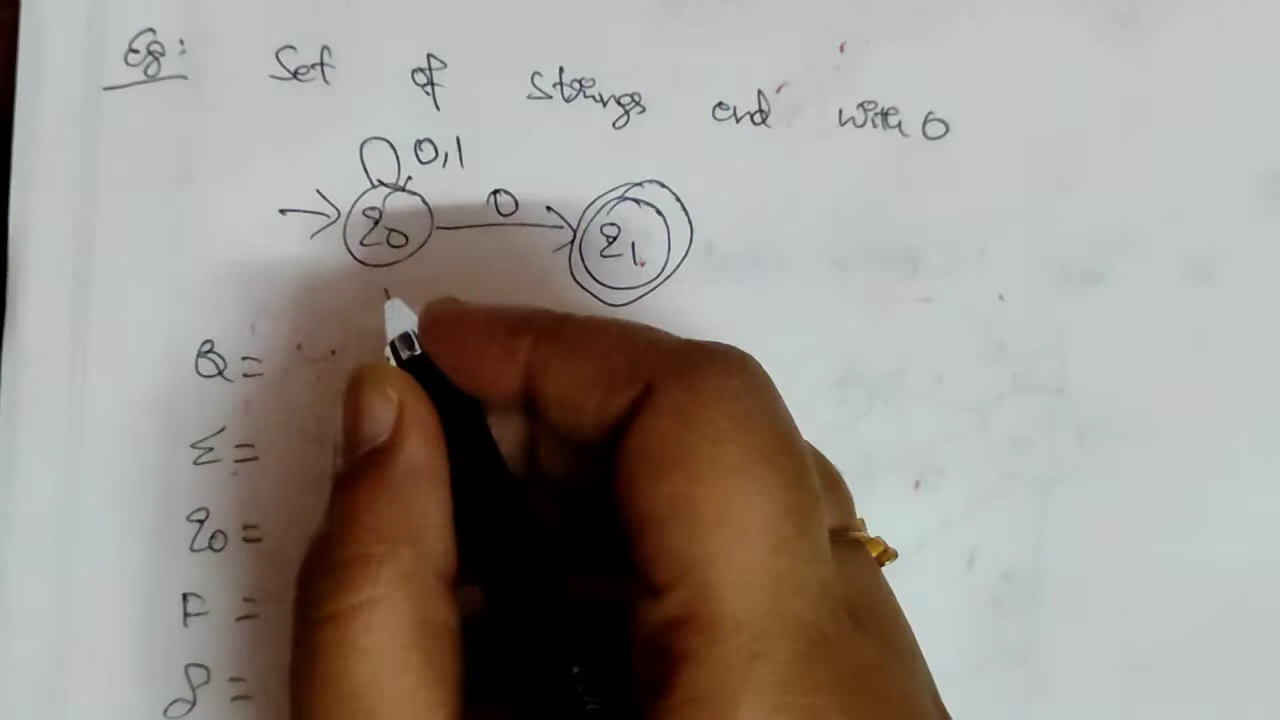 Eg: Set of strings end with 0
0,1
q0 0 q1
Q =
Σ =
q0 =
F =
δ =